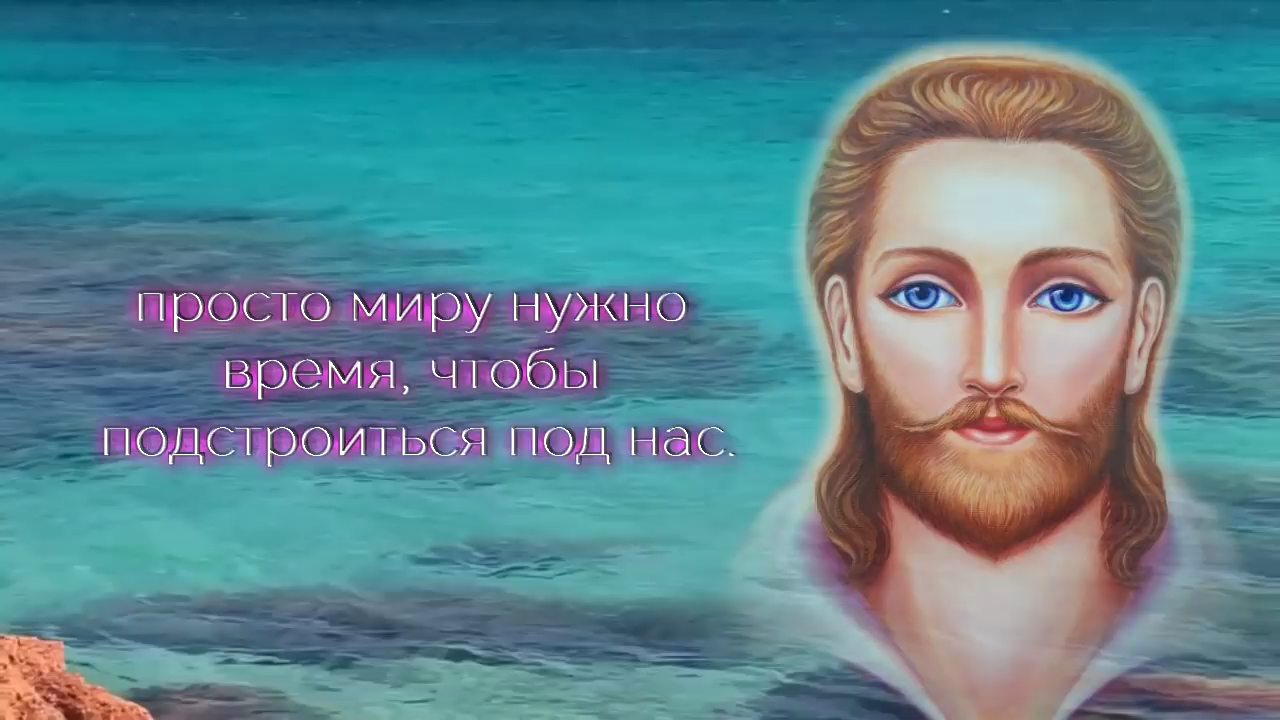 просто миру нужно
время, чтобы
подстроиться под нас.